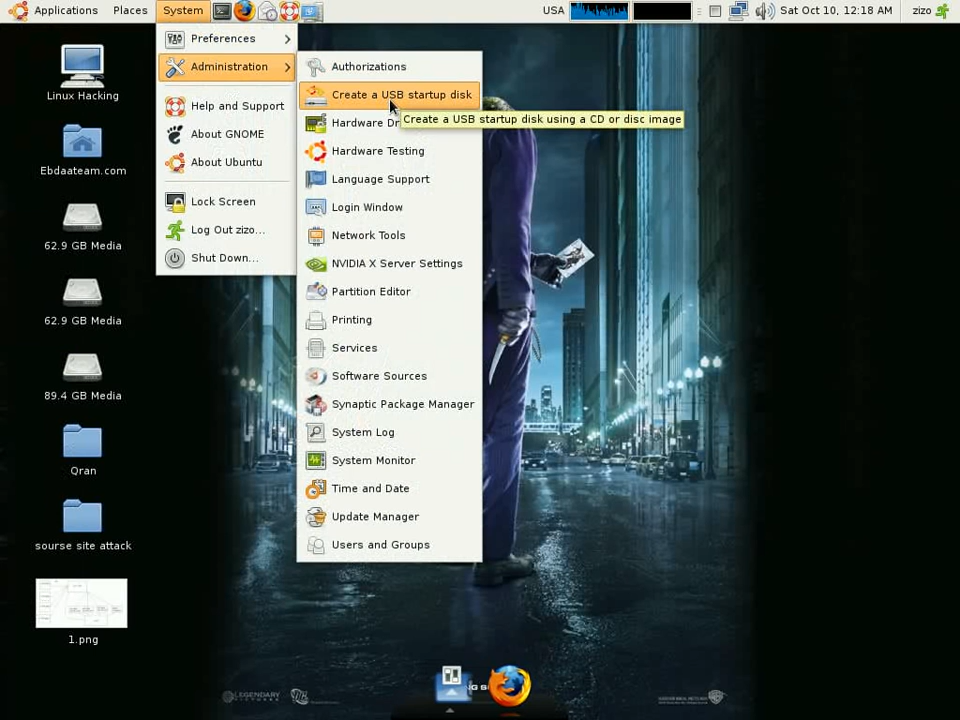 Applications Places System USA Sat Oct 10, 12:18 AM zizo
Preferences
Administration
Help and Support
About GNOME
About Ubuntu
Lock Screen
Log Out zizo...
Shut Down...
Authorizations
Create a USB startup disk
Create a USB startup disk using a CD or disc image
Hardware Dr
Hardware Testing
Language Support
Login Window
Network Tools
NVIDIA X Server Settings
Partition Editor
Printing
Services
Software Sources
Synaptic Package Manager
System Log
System Monitor
Time and Date
Update Manager
Users and Groups
Linux Hacking
Ebdaateam.com
62.9 GB Media
62.9 GB Media
89.4 GB Media
Qran
sourse site attack
1.png
LEGENDARY